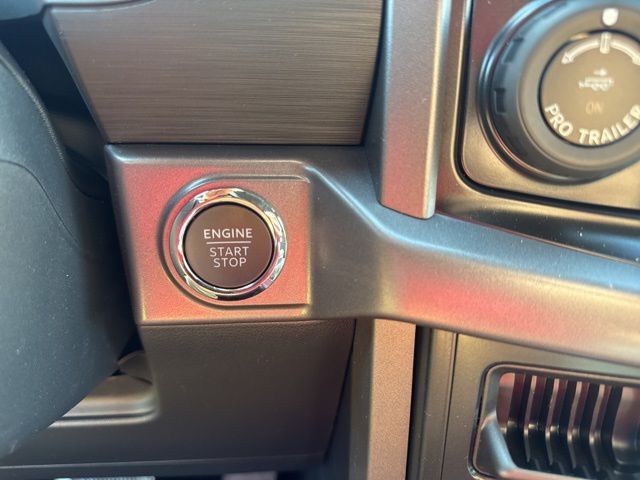 ENGINE
START
STOP
ON
PRO TRAILER